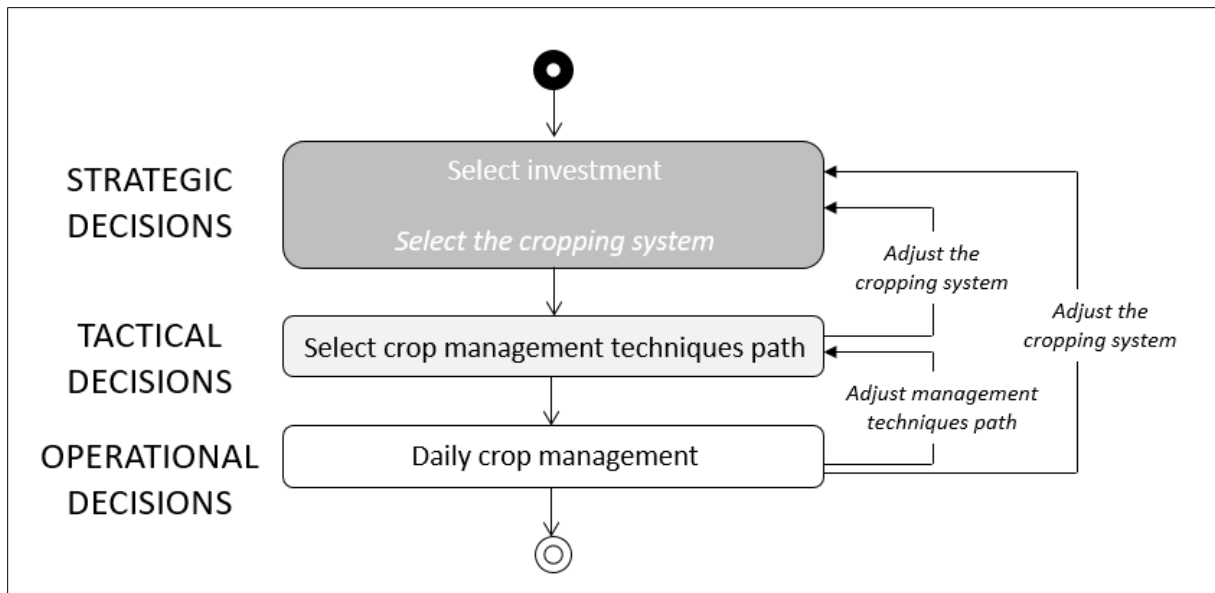 STRATEGIC
DECISIONS
Select investment
Select the cropping system
Adjust the
cropping system
Adjust the
cropping system
TACTICAL
DECISIONS
Select crop management techniques path
Adjust management
techniques path
OPERATIONAL
DECISIONS
Daily crop management